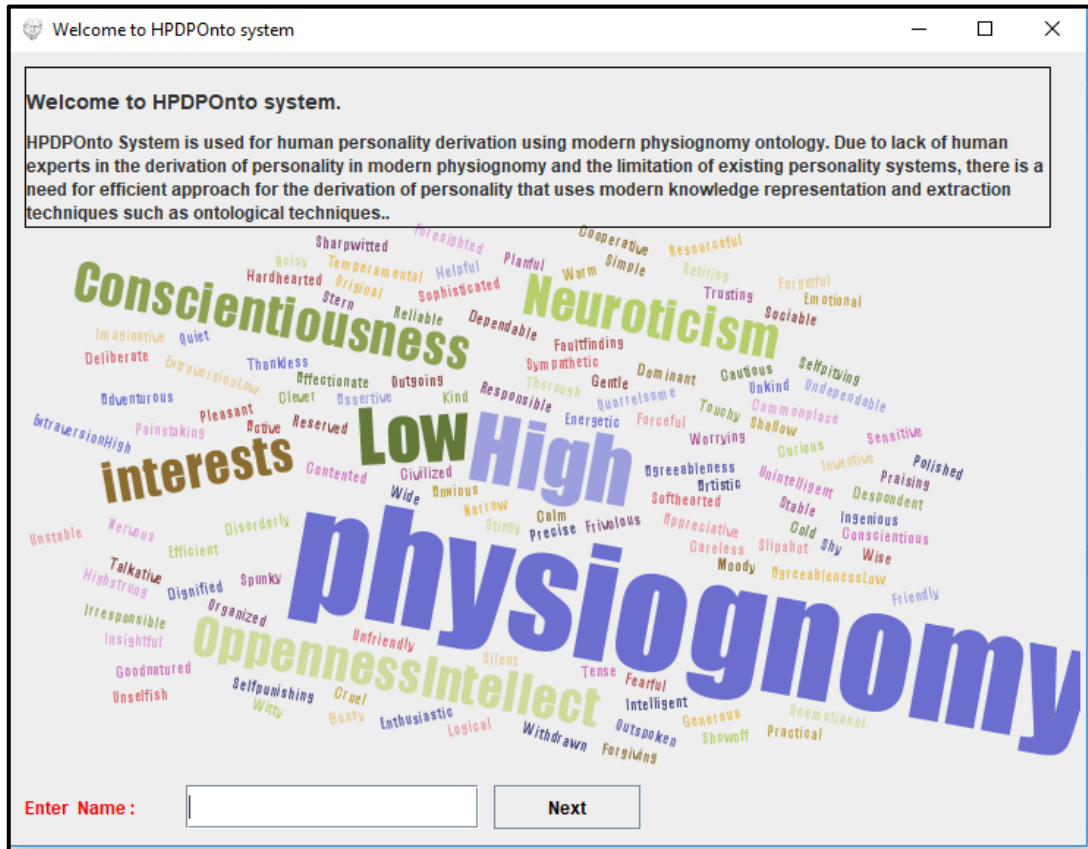 Welcome to HPDPOnto system
Welcome to HPDPOnto system.
HPDPOnto System is used for human personality derivation using modern physiognomy ontology. Due to lack of human
experts in the derivation of personality in modern physiognomy and the limitation of existing personality systems, there is a
need for efficient approach for the derivation of personality that uses modern knowledge representation and extraction
techniques such as ontological techniques..
Sharpwitted
Foresighted
Cooperative
Resourceful
Noisy
Temperamental
Helpful
Planful
Warm
Simple
Retiring
Forgetful
Hardhearted
Original
Sophisticated
Trusting
Emotional
Conscientiousness
Stern
Reliable
Dependable
Neuroticism
Sociable
Imaginative
Quiet
Faultfinding
Deliberate
ExtraversionLow
Thankless
Sympathetic
Dominant
Cautious
Selfpitying
Affectionate
Outgoing
Thorough
Gentle
Unkind
Undependable
Adventurous
Clever
Assertive
Kind
Responsible
Quarrelsome
Touchy
Commonplace
ExtraversionHigh
Painstaking
Pleasant
Active
Reserved
Low
High
Energetic
Forceful
Shallow
Worrying
Curious
Sensitive
interests
Contented
Civilized
Agreeableness
Inventive
Polished
Wide
Anxious
Artistic
Unintelligent
Praising
Narrow
Softhearted
Despondent
Unstable
Nervous
Disorderly
Stingy
Calm
Precise
Frivolous
Appreciative
Stable
Ingenious
Efficient
Careless
Slipshot
Cold
Shy
Conscientious
Wise
Talkative
Highstrung
Dignified
Spunky
physiognomy
Moody
AgreeablenessLow
Friendly
Irresponsible
Organized
Insightful
OppennessIntellect
Unfriendly
Silent
Goodnatured
Tense
Fearful
Unselfish
Selfpunishing
Cruel
Intelligent
Witty
Bossy
Enthusiastic
Logical
Generous
Unemotional
Withdrawn
Outspoken
Showoff
Practical
Forgiving
Enter Name :
Next